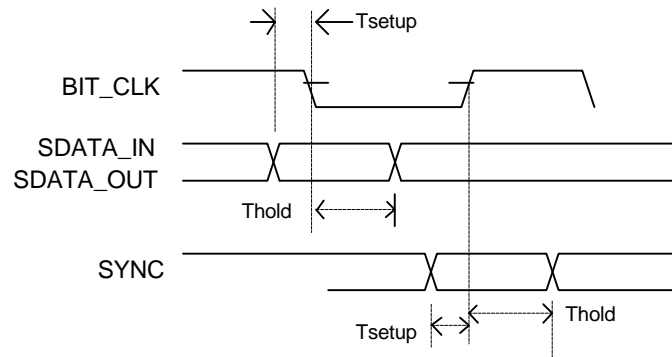 Tsetup
BIT_CLK
SDATA_IN
SDATA_OUT
Thold
SYNC
Thold
Tsetup